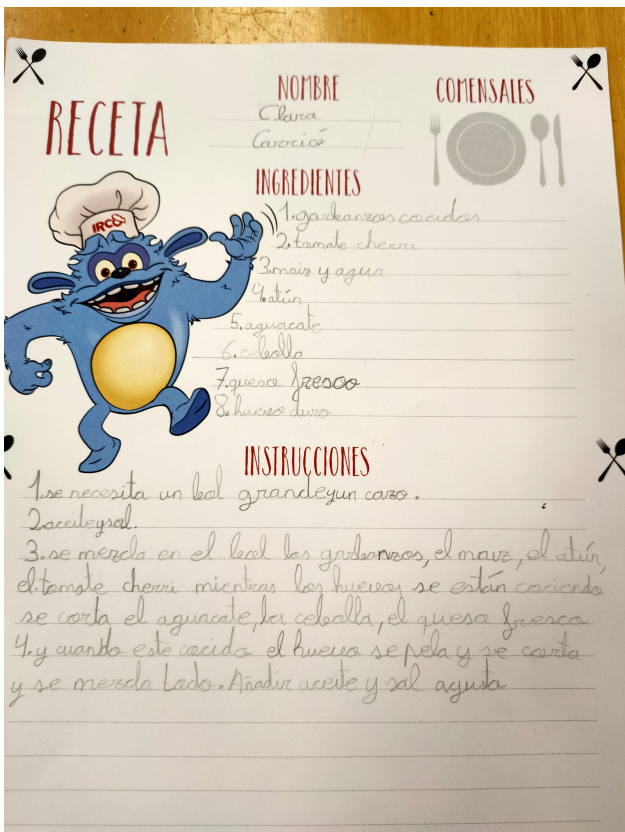 RECETA
NOMBRE
Clara
Carrió
COMENSALES
IRCO
INGREDIENTES
1. garbanzos cocidos
2. tomate cherri
3. maiz y agua
4. atún
5. aguacate
6. cebolla
7. queso fresco
8. huevo duro
INSTRUCCIONES
1. se necesita un bol grande y un cazo.
2. aceite y sal.
3. se mezcla en el bol los garbanzos, el maiz, el atún,
el tomate cherri mientras los huevos se están cociendo
se corta el aguacate, la cebolla, el queso fresco
4. y cuando este cocido el huevo se pela y se corta
y se mezcla todo. Añadir aceite y sal agusto